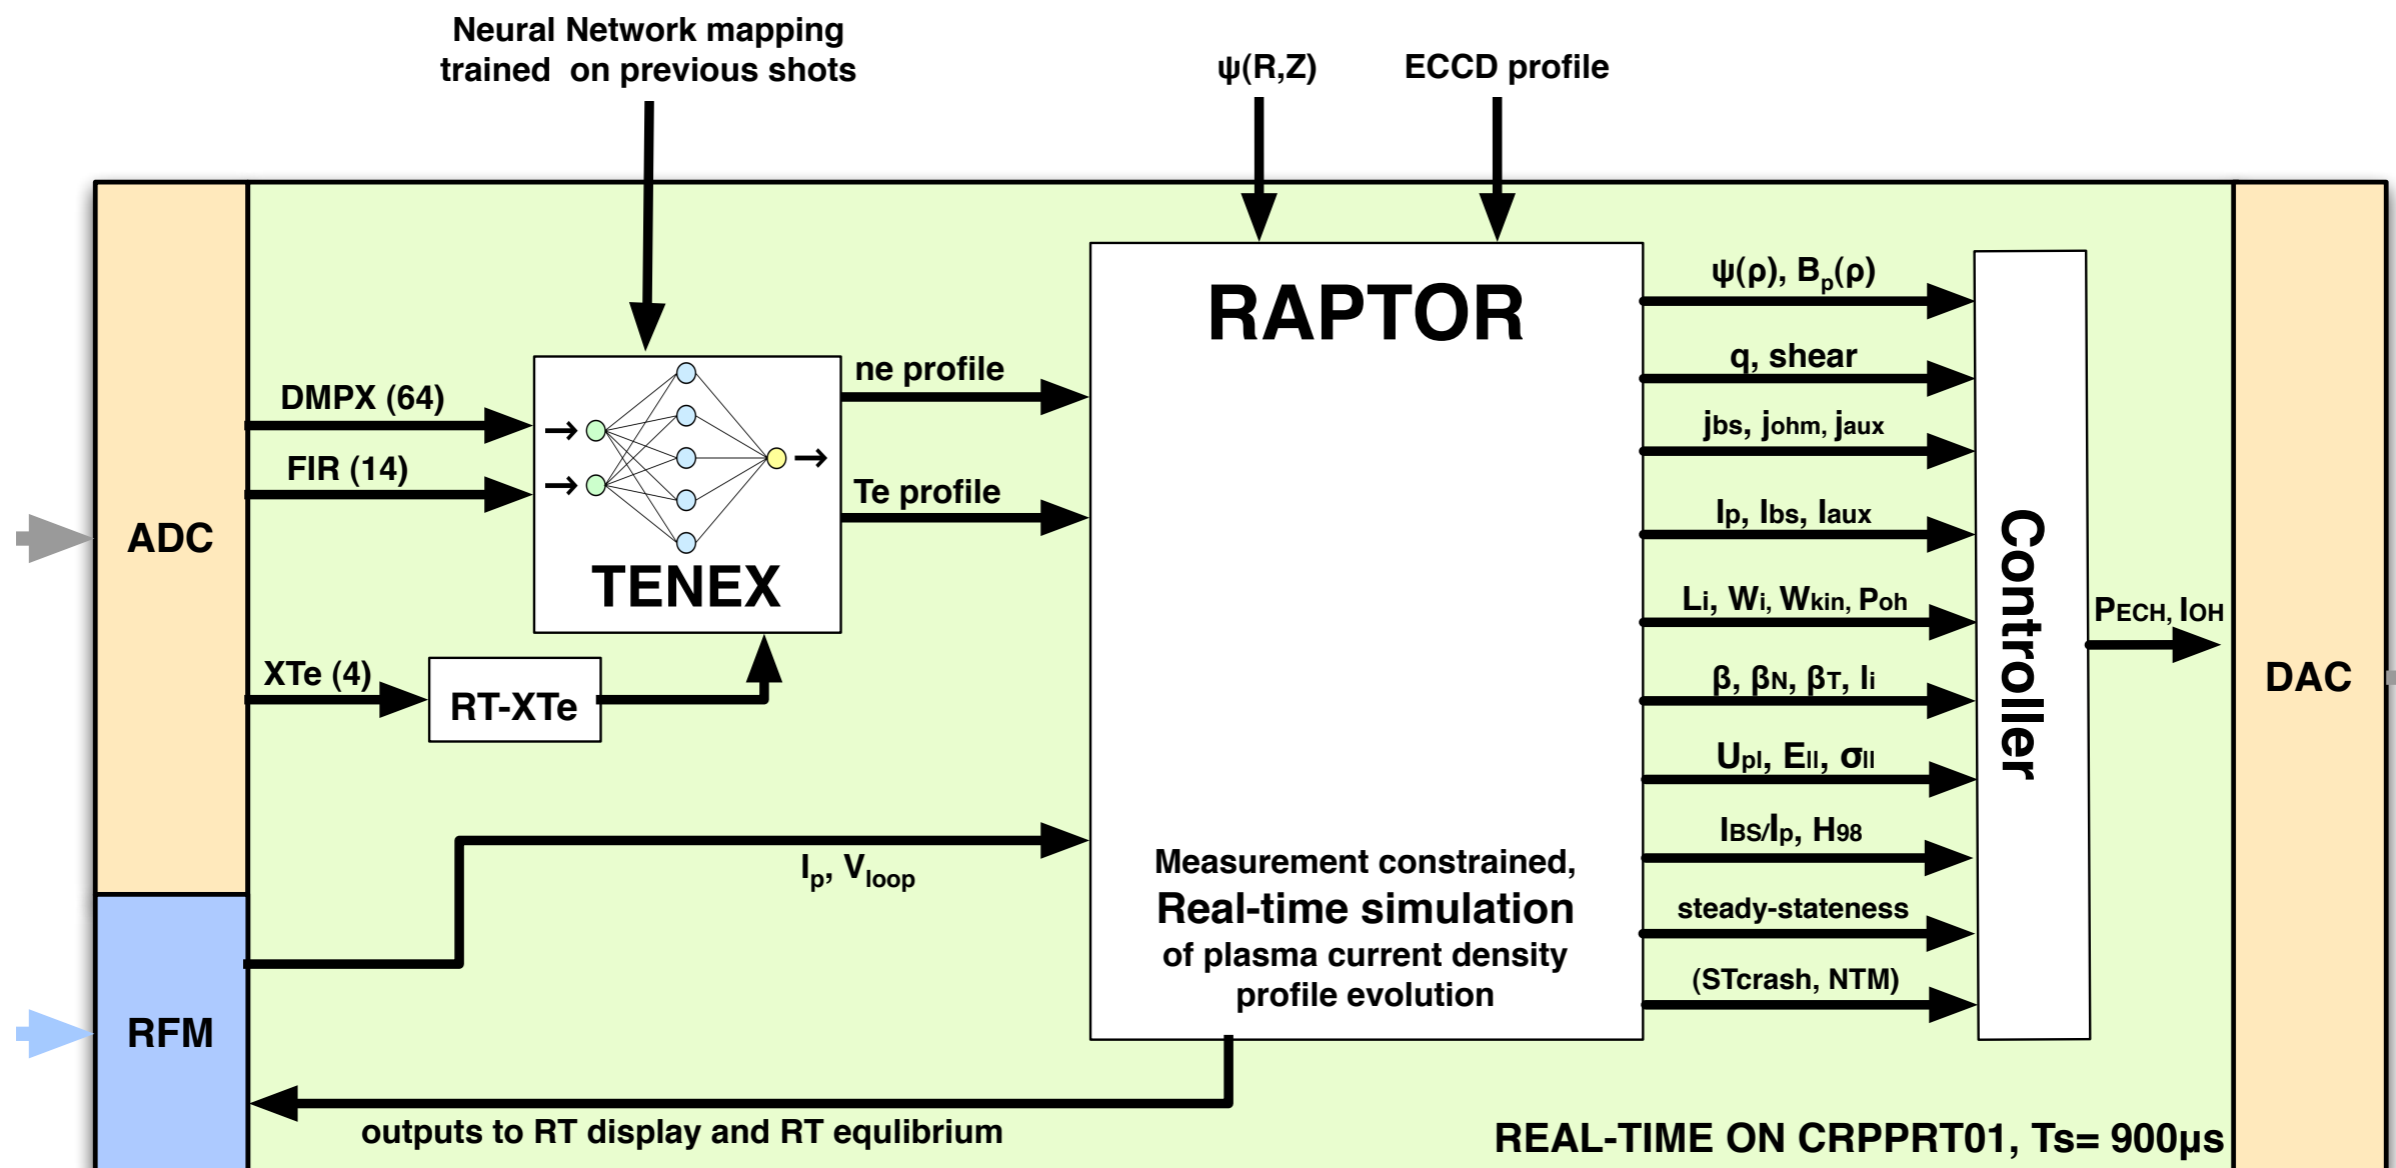 Neural Network mapping
trained on previous shots
ψ(R,Z)
ECCD profile
ADC
RFM
DMPX (64)
FIR (14)
XTe (4)
RT-XTe
TENEX
ne profile
Te profile
Ip, Vloop
RAPTOR
Measurement constrained,
Real-time simulation
of plasma current density
profile evolution
ψ(ρ), Bp(ρ)
q, shear
jbs, johm, jaux
Ip, Ibs, Iaux
Li, Wi, Wkin, Poh
β, βN, βT, li
Upl, Ell, σll
IBS/Ip, H98
steady-stateness
(STcrash, NTM)
Controller
PECH, IOH
DAC
outputs to RT display and RT equlibrium
REAL-TIME ON CRPPRT01, Ts= 900µs